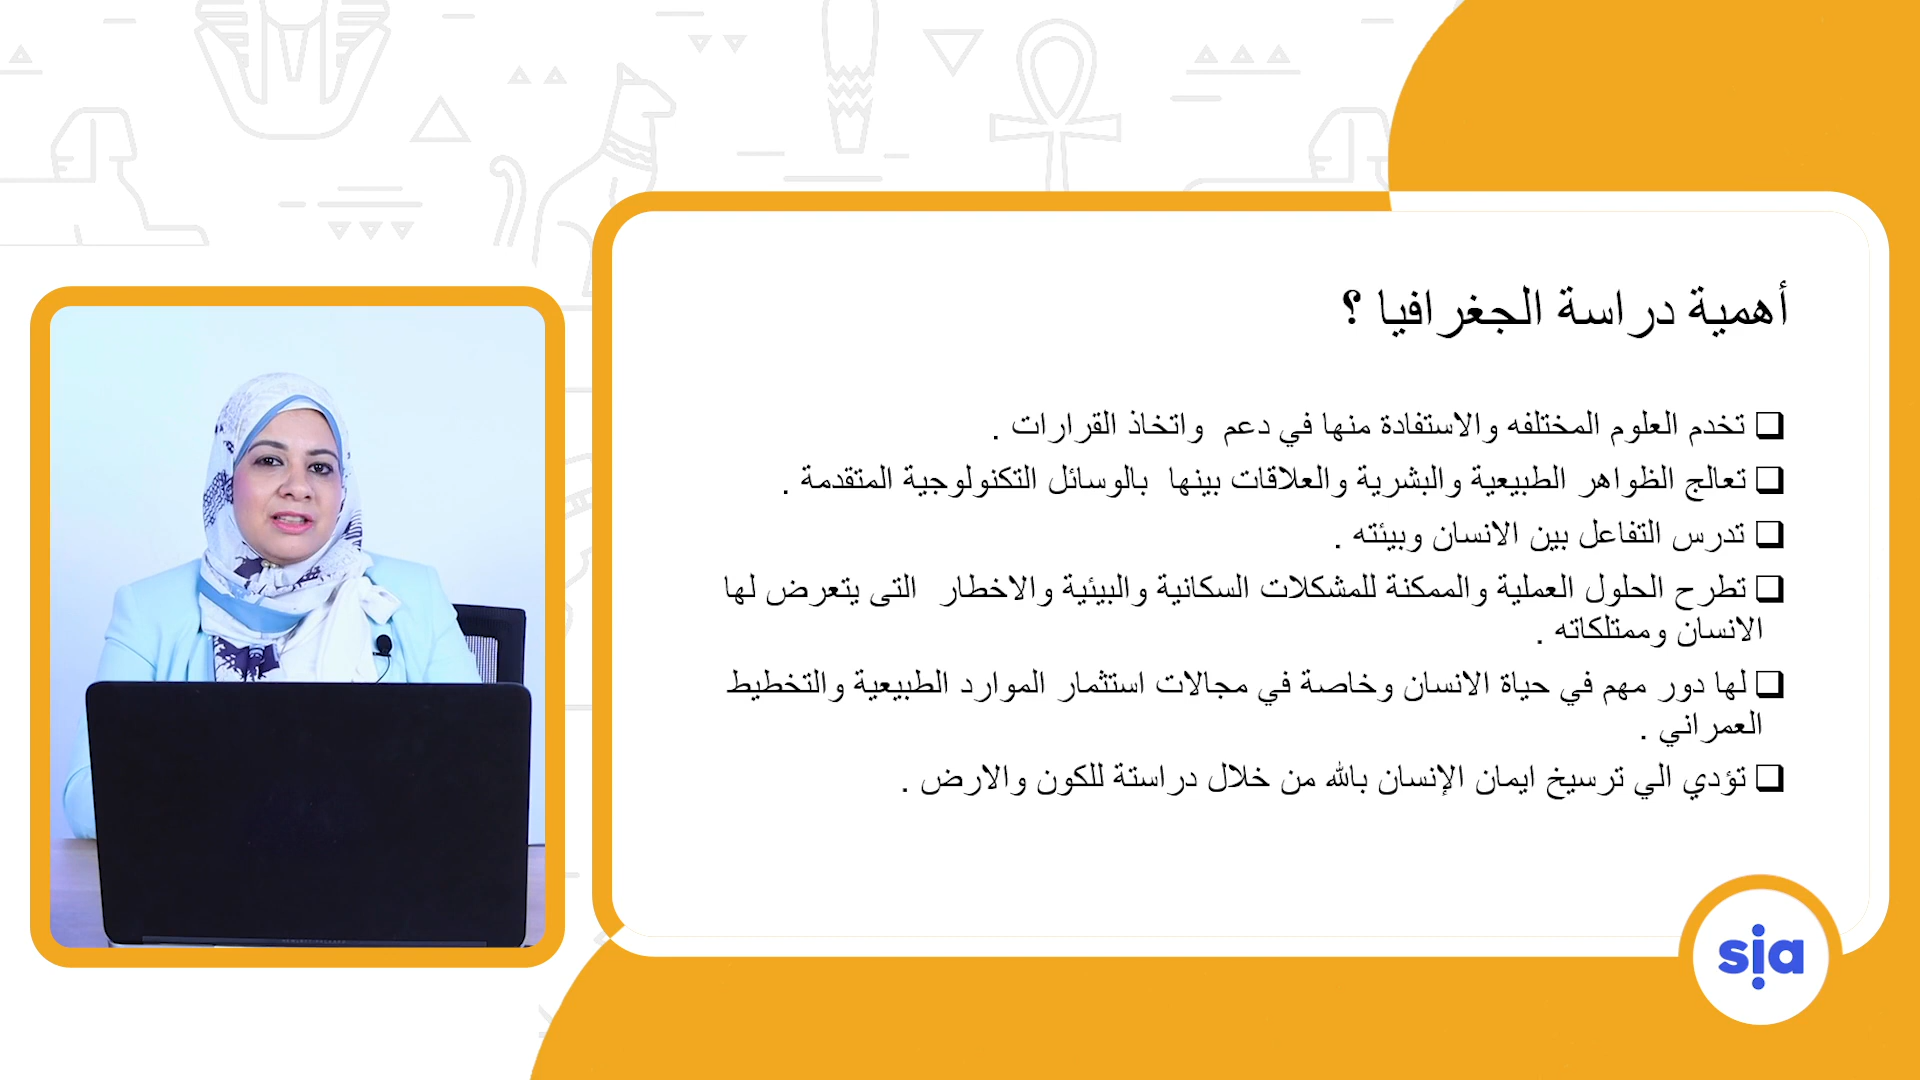 أهمية دراسة الجغرافيا ؟
❑ تخدم العلوم المختلفه والاستفادة منها في دعم واتخاذ القرارات .
❑ تعالج الظواهر الطبيعية والبشرية والعلاقات بينها بالوسائل التكنولوجية المتقدمة .
❑ تدرس التفاعل بين الانسان وبيئته .
❑ تطرح الحلول العملية والممكنة للمشكلات السكانية والبيئية والاخطار التى يتعرض لها
الانسان وممتلكاته .
❑ لها دور مهم في حياة الانسان وخاصة في مجالات استثمار الموارد الطبيعية والتخطيط
العمراني .
❑ تؤدي الي ترسيخ ايمان الإنسان بالله من خلال دراستة للكون والارض .
sia